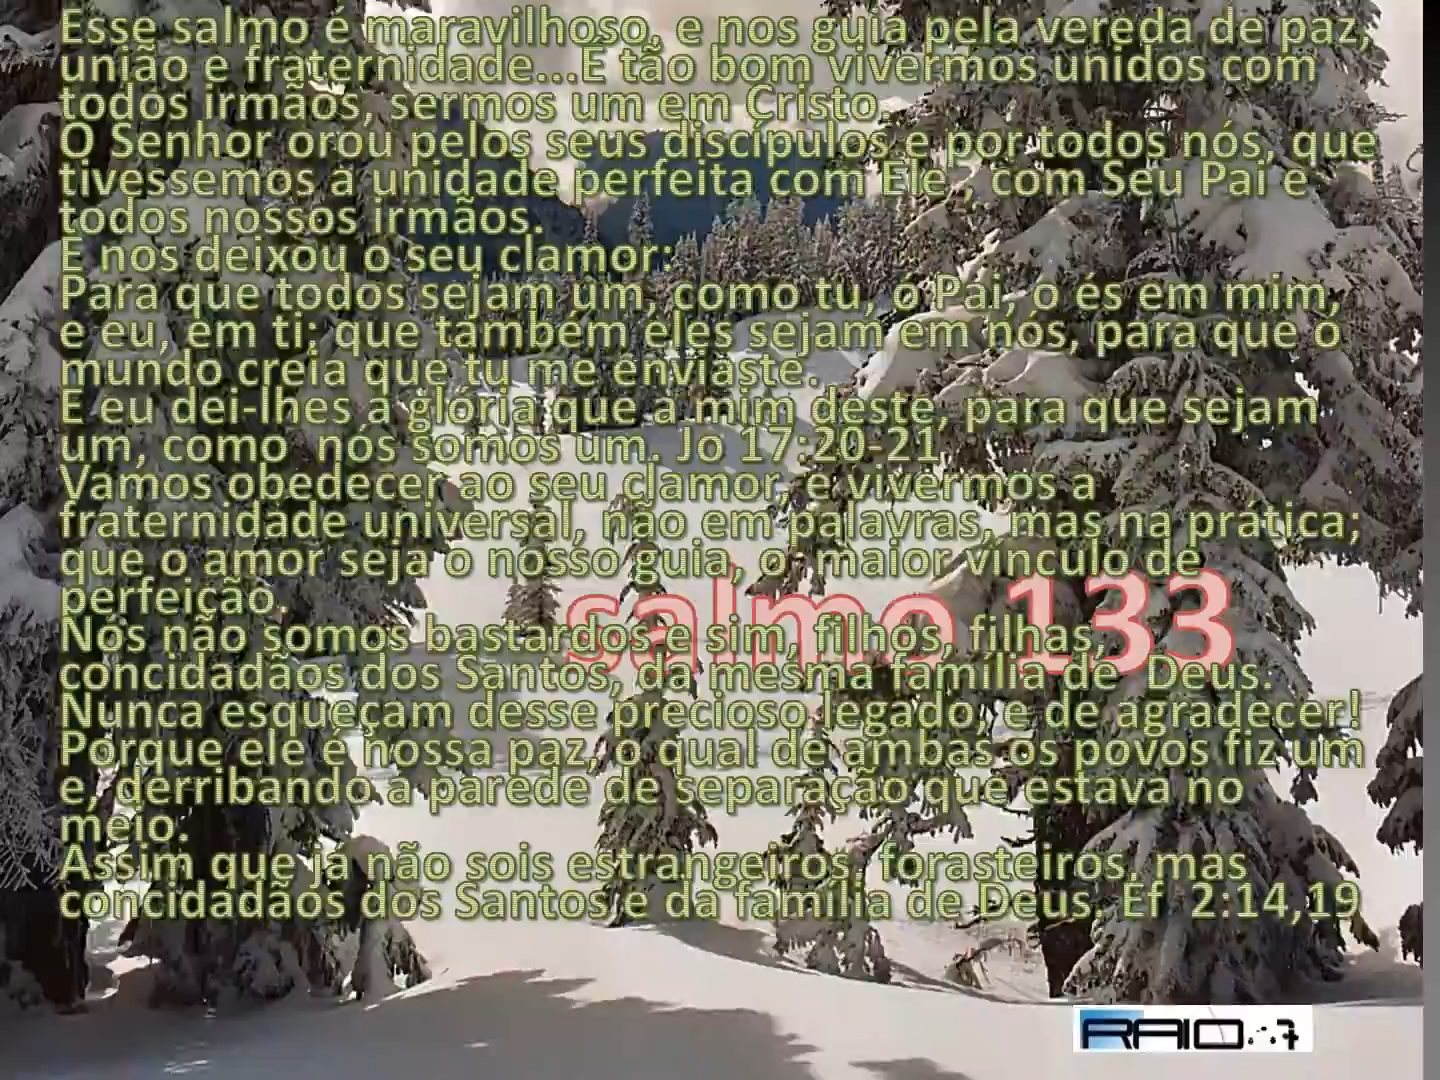 Esse salmo é maravilhoso, e nos guia pela vereda de paz,
união e fraternidade...E tão bom vivermos unidos com
todos irmãos, sermos um em Cristo.
O Senhor orou pelos seus discípulos e por todos nós, que
tivessemos a unidade perfeita com Ele , com Seu Pai e
todos nossos irmãos.
E nos deixou o seu clamor:
Para que todos sejam um, como tu, ó Pai, o és em mim,
e eu, em ti; que também eles sejam em nós, para que o
mundo creia que tu me enviaste.
E eu dei-lhes a glória que a mim deste, para que sejam
um, como nós somos um. Jo 17:20-21
Vamos obedecer ao seu clamor, e vivermos a
fraternidade universal, não em palavras, mas na prática;
que o amor seja o nosso guia, o maior vinculo de
perfeição.
salmo 133
Nós não somos bastardos e sim, filhos, filhas,
concidadãos dos Santos, da mesma família de Deus.
Nunca esqueçam desse precioso legado, e de agradecer!
Porque ele é nossa paz, o qual de ambas os povos fiz um
e, derribando a parede de separação que estava no
meio.
Assim que já não sois estrangeiros, forasteiros, mas
concidadãos dos Santos e da família de Deus. Ef 2:14,19
RAIO